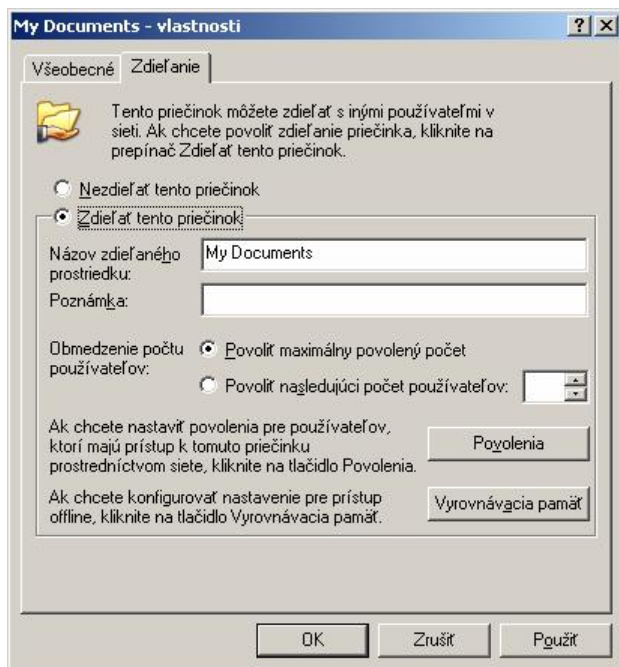 My Documents - vlastnosti
Všeobecné
Zdieľanie
Tento priečinok môžete zdieľať s inými používateľmi v
sieti. Ak chcete povoliť zdieľanie priečinka, kliknite na
prepínač Zdieľať tento priečinok.
Nezdieľať tento priečinok
Zdieľať tento priečinok
Názov zdieľaného
prostriedku:
My Documents
Poznámka:
Obmedzenie počtu
používateľov:
Povoliť maximálny povolený počet
Povoliť nasledujúci počet používateľov:
Ak chcete nastaviť povolenia pre používateľov,
ktorí majú prístup k tomuto priečinku
prostredníctvom siete, kliknite na tlačidlo Povolenia.
Povolenia
Ak chcete konfigurovať nastavenie pre prístup
offline, kliknite na tlačidlo Vyrovnávacia pamäť.
Vyrovnávacia pamäť
OK
Zrušiť
Použiť